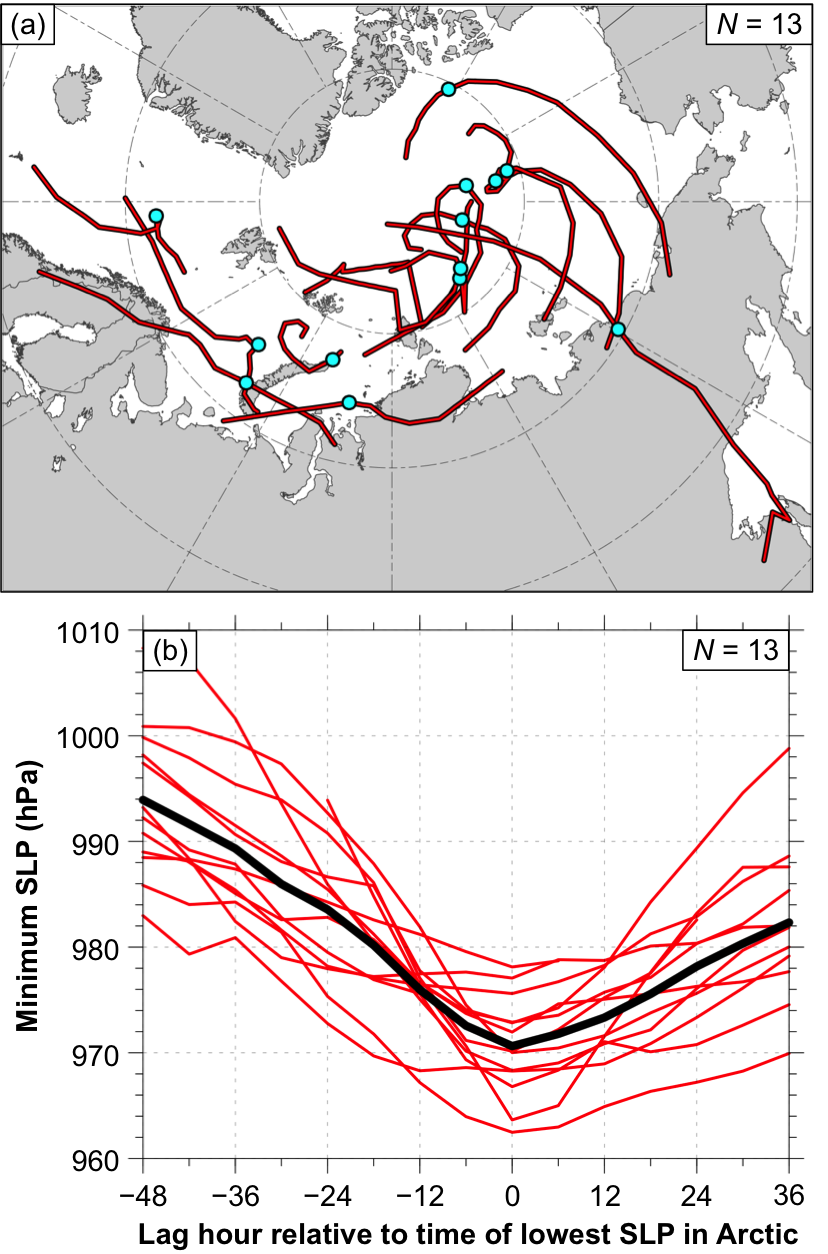 (a)
N = 13
(b)
N = 13
1010
1000
990
980
970
960
Minimum SLP (hPa)
−48 −36 −24 −12 0 12 24 36
Lag hour relative to time of lowest SLP in Arctic